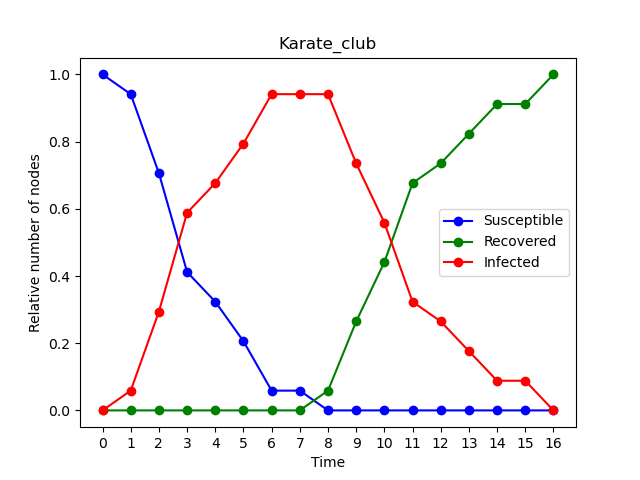 Karate_club
Relative number of nodes
1.0
0.8
0.6
0.4
0.2
0.0
Susceptible
Recovered
Infected
0 1 2 3 4 5 6 7 8 9 10 11 12 13 14 15 16
Time